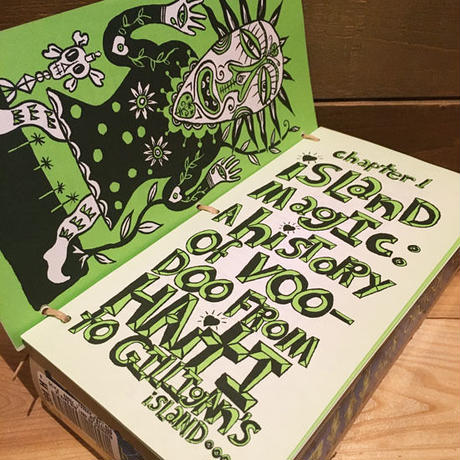 chapter.1
iSLAND
MAGiC:
A HiSTORY
OF VOO-
DOO FROM
HAiTI
to GiLLiGAN'S
iSLAND...